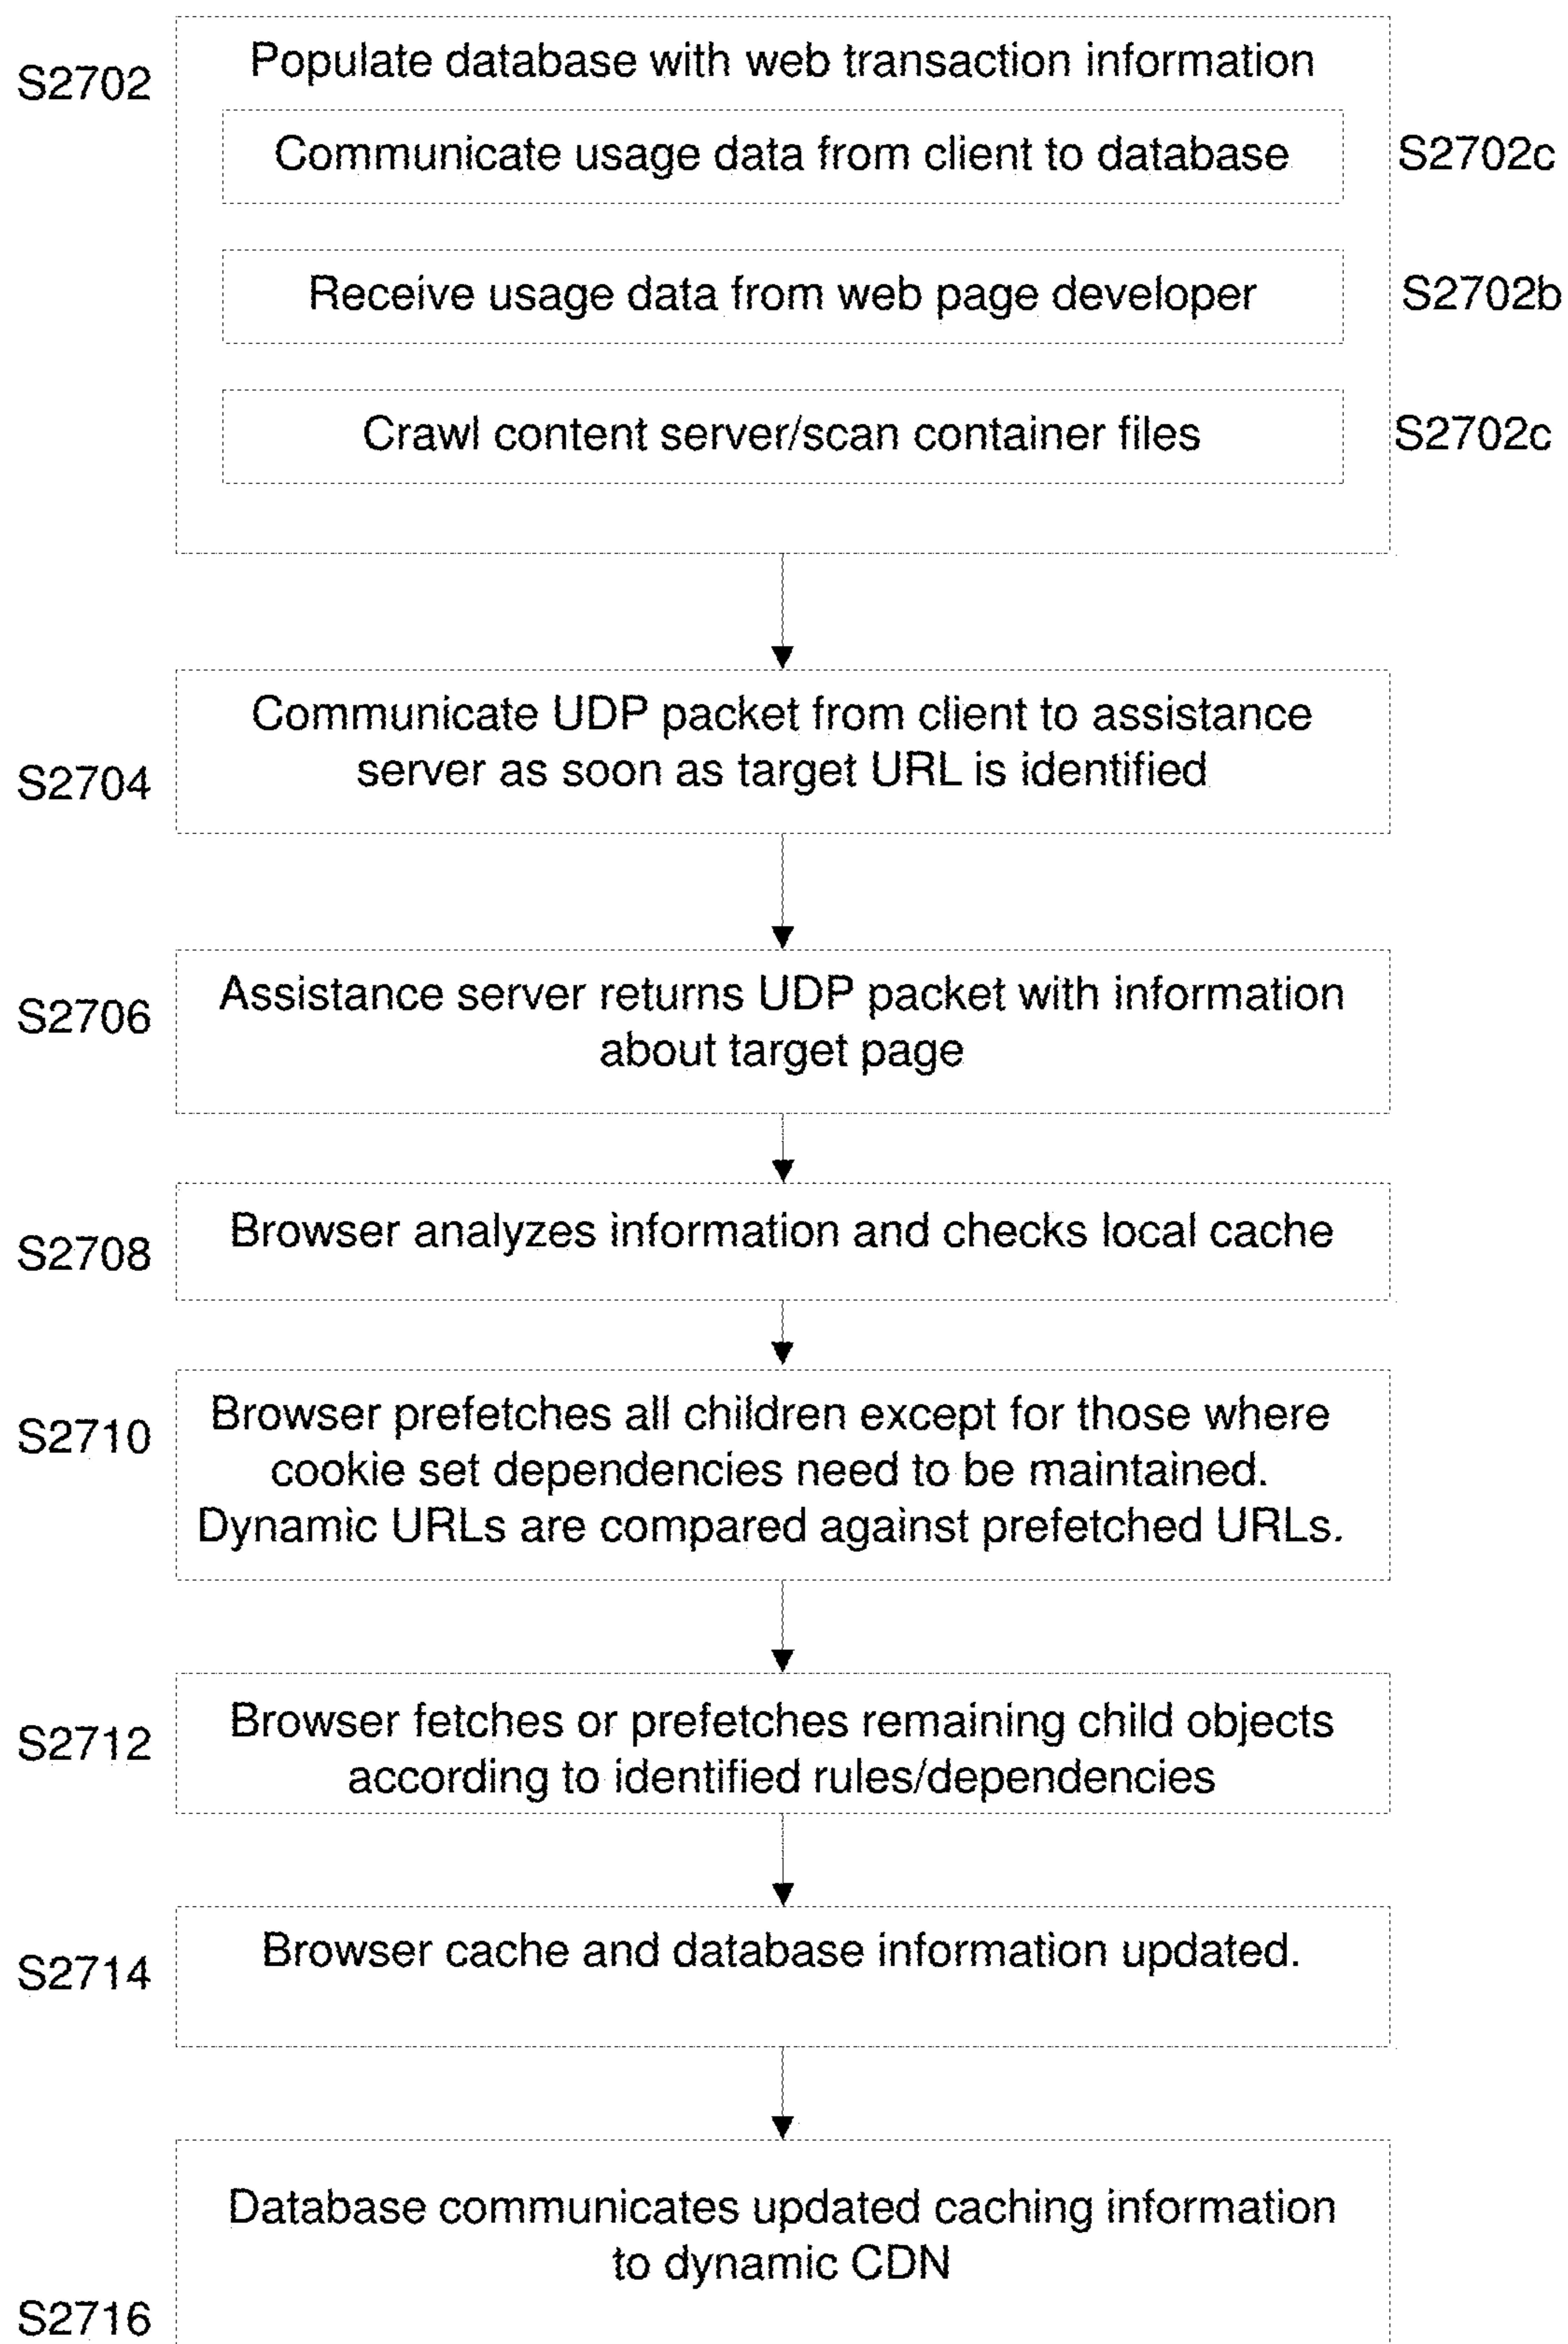 S2702
Populate database with web transaction information
Communicate usage data from client to database
S2702c
Receive usage data from web page developer
S2702b
Crawl content server/scan container files
S2702c
S2704
Communicate UDP packet from client to assistance
server as soon as target URL is identified
S2706
Assistance server returns UDP packet with information
about target page
S2708
Browser analyzes information and checks local cache
S2710
Browser prefetches all children except for those where
cookie set dependencies need to be maintained.
Dynamic URLs are compared against prefetched URLs.
S2712
Browser fetches or prefetches remaining child objects
according to identified rules/dependencies
S2714
Browser cache and database information updated.
Database communicates updated caching information
to dynamic CDN
S2716